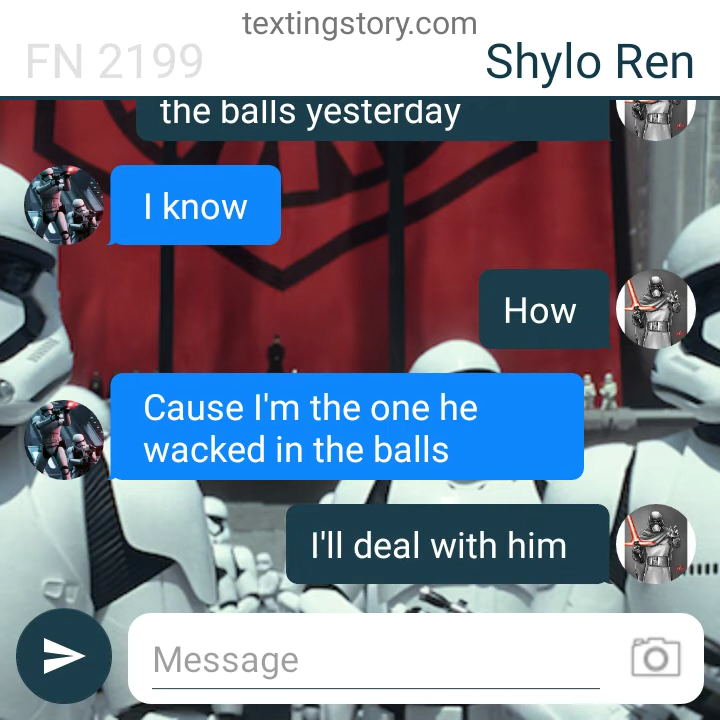 textingstory.com
FN 2199
Shylo Ren
the balls yesterday
I know
How
Cause I'm the one he
wacked in the balls
I'll deal with him
Message